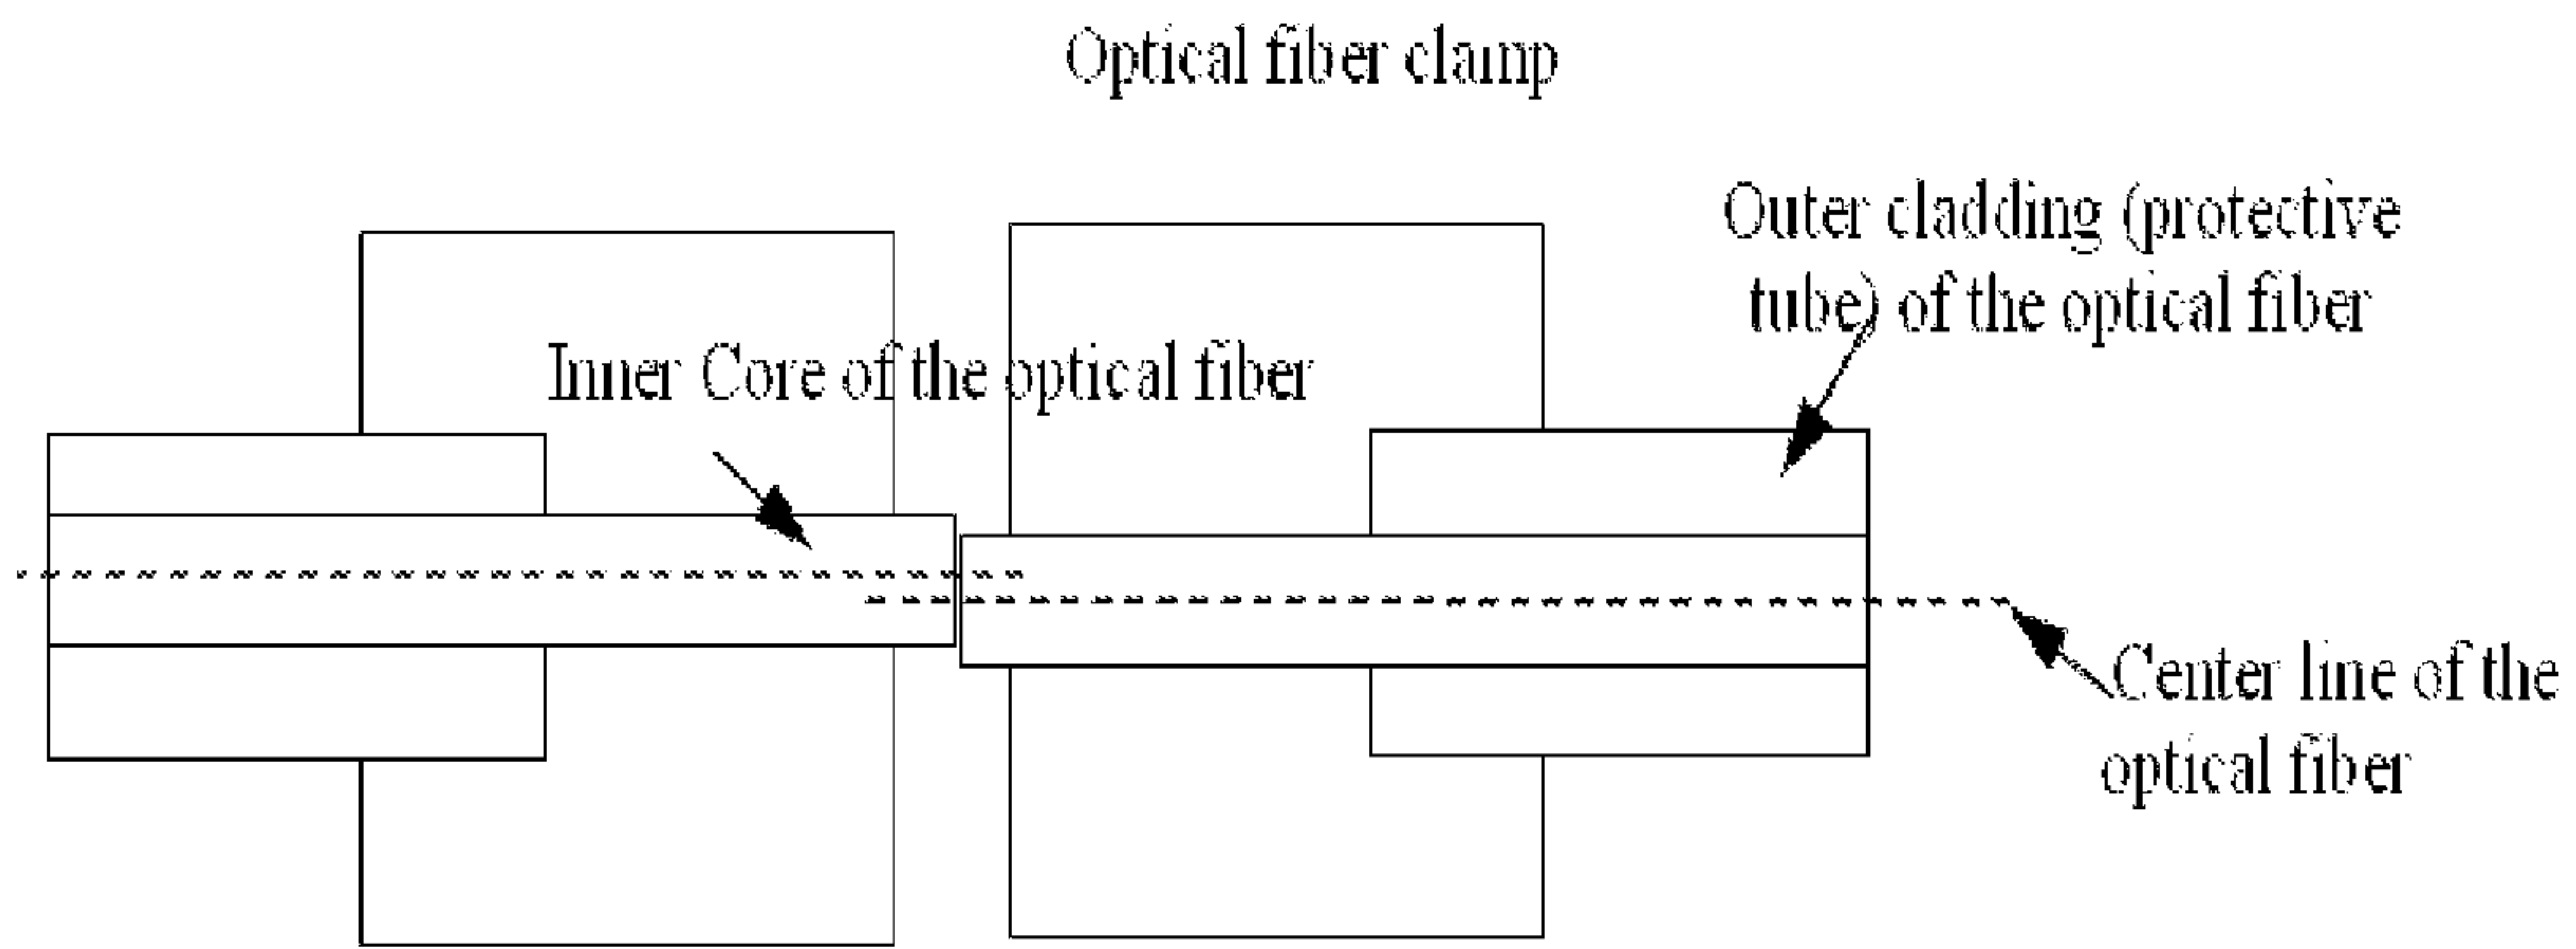 Optical fiber clamp
Outer cladding (protective
tube) of the optical fiber
Inner Core of the optical fiber
Center line of the
optical fiber